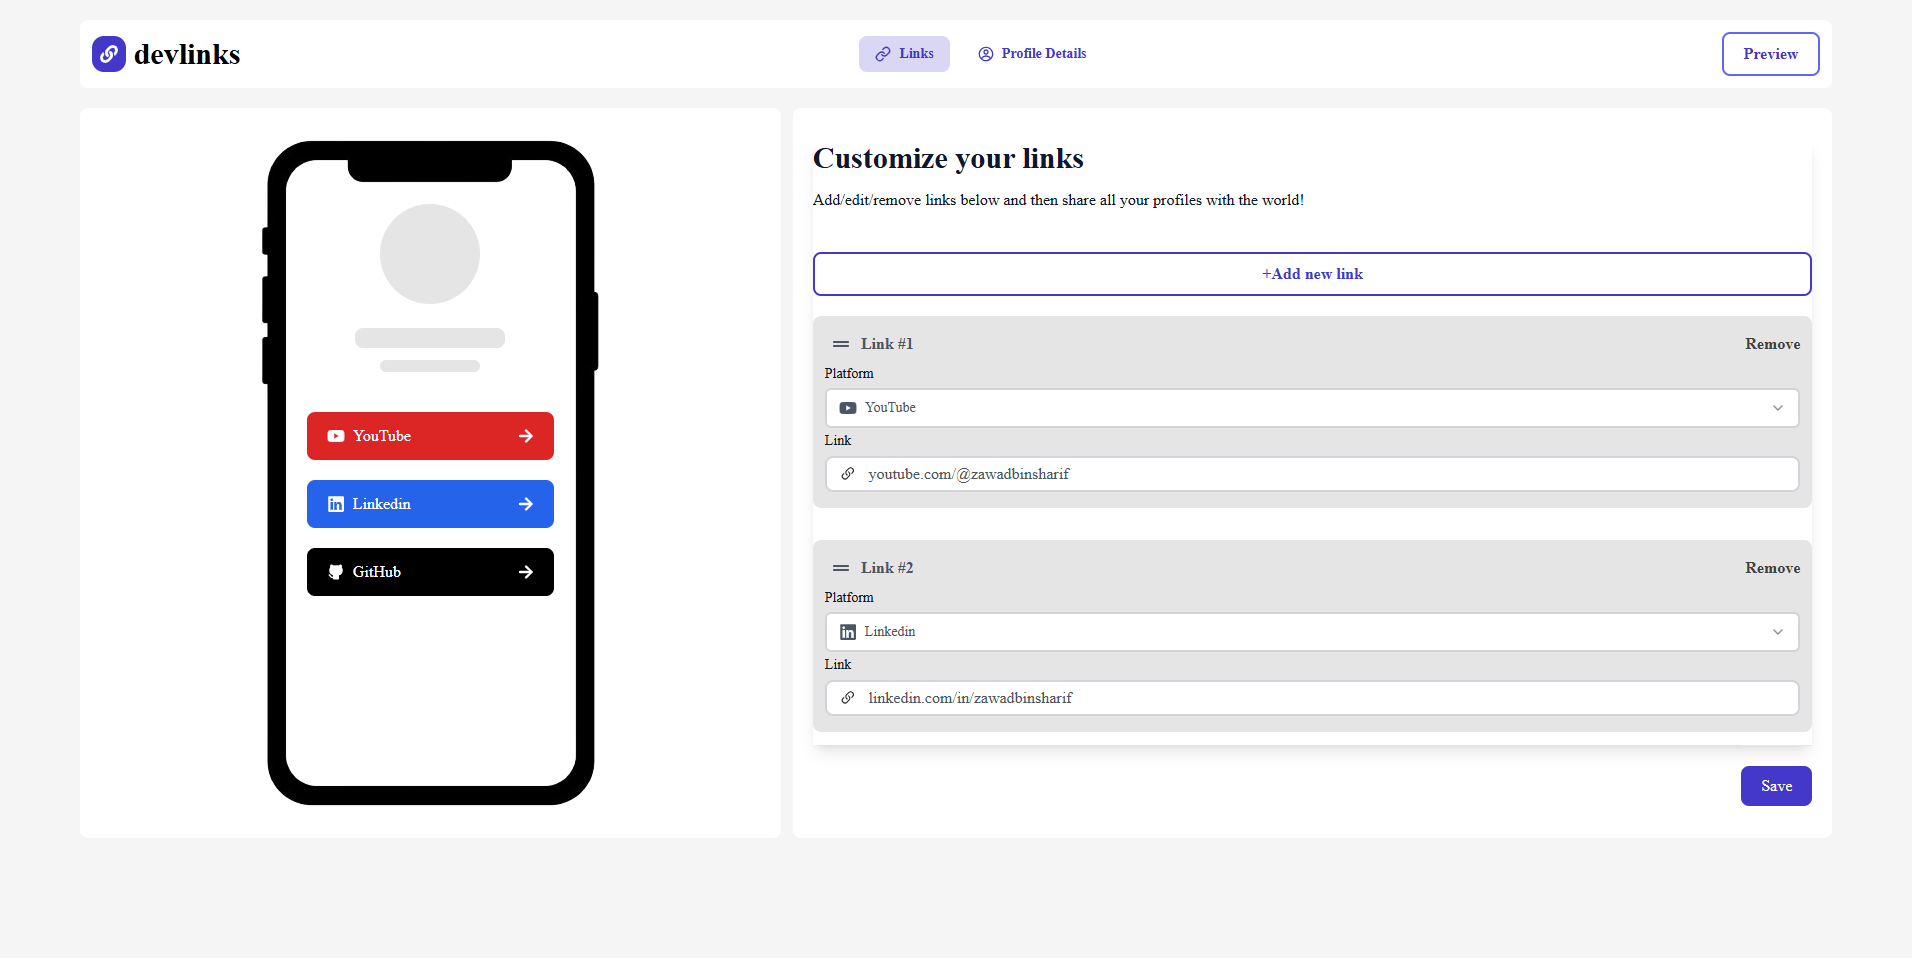 devlinks
Links
Profile Details
Preview
YouTube
Linkedin
GitHub
Customize your links
Add/edit/remove links below and then share all your profiles with the world!
+Add new link
Link #1
Remove
Platform
YouTube
Link
youtube.com/@zawadbinsharif
Link #2
Remove
Platform
Linkedin
Link
linkedin.com/in/zawadbinsharif
Save